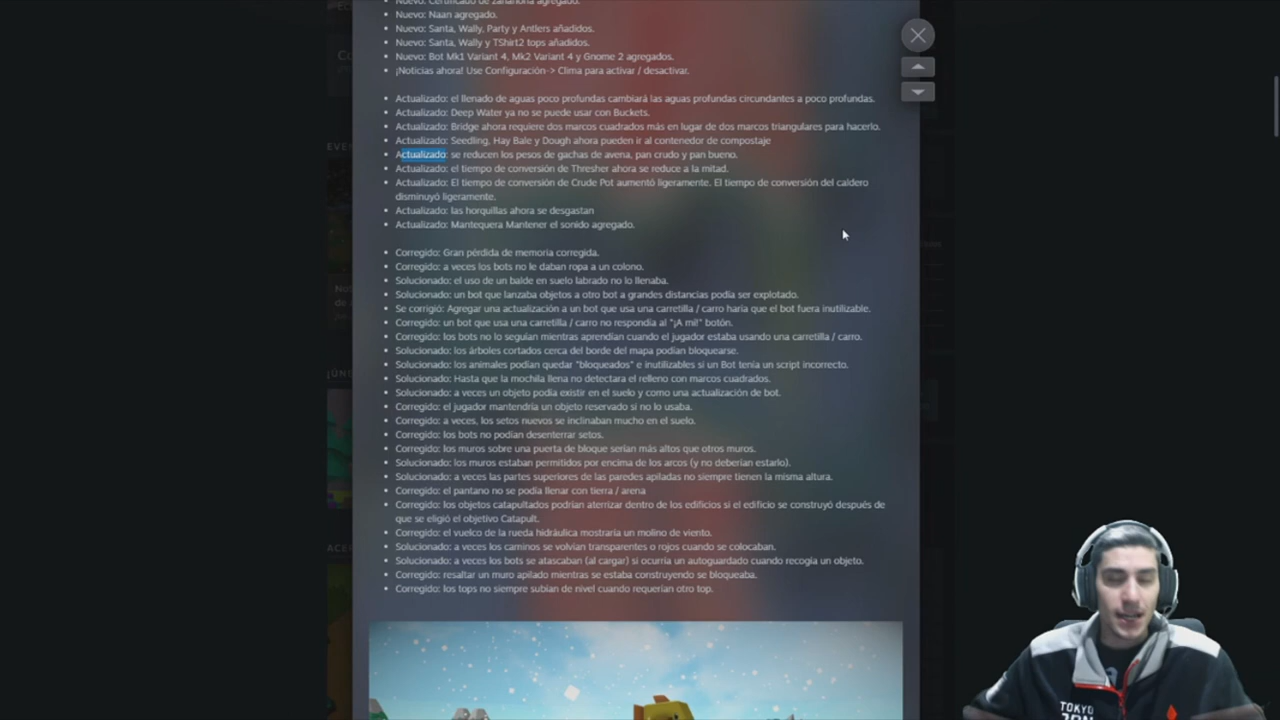 Nuevo: Certificado de zanahoria agregado.
Nuevo: Naan agregado.
Nuevo: Santa, Wally, Party y Antlers añadidos.
Nuevo: Santa, Wally y TShirt2 tops añadidos.
Nuevo: Bot Mk1 Variant 4, Mk2 Variant 4 y Gnome 2 agregados.
¡Noticias ahora! Use Configuración-> Clima para activar / desactivar.
Actualizado: el llenado de aguas poco profundas cambiará las aguas profundas circundantes a poco profundas.
Actualizado: Deep Water ya no se puede usar con Buckets.
Actualizado: Bridge ahora requiere dos marcos cuadrados más en lugar de dos marcos triangulares para hacerlo.
Actualizado: Seedling, Hay Bale y Dough ahora pueden ir al contenedor de compostaje
Actualizado: se reducen los pesos de gachas de avena, pan crudo y pan bueno.
Actualizado: el tiempo de conversión de Thresher ahora se reduce a la mitad.
Actualizado: El tiempo de conversión de Crude Pot aumentó ligeramente. El tiempo de conversión del caldero
disminuyó ligeramente.
Actualizado: las horquillas ahora se desgastan
Actualizado: Mantequera Mantener el sonido agregado.
Corregido: Gran pérdida de memoria corregida.
Corregido: a veces los bots no le daban ropa a un colono.
Solucionado: el uso de un balde en suelo labrado no lo llenaba.
Solucionado: un bot que lanzaba objetos a otro bot a grandes distancias podía ser explotado.
Se corrigió: Agregar una actualización a un bot que usa una carretilla / carro haría que el bot fuera inutilizable.
Corregido: un bot que usa una carretilla / carro no respondía al "¡A mí!" botón.
Corregido: los bots no lo seguían mientras aprendían cuando el jugador estaba usando una carretilla / carro.
Solucionado: los árboles cortados cerca del borde del mapa podían bloquearse.
Solucionado: los animales podían quedar "bloqueados" e inutilizables si un Bot tenía un script incorrecto.
Solucionado: Hasta que la mochila llena no detectara el relleno con marcos cuadrados.
Solucionado: a veces un objeto podía existir en el suelo y como una actualización de bot.
Corregido: el jugador mantendría un objeto reservado si no lo usaba.
Corregido: a veces, los setos nuevos se inclinaban mucho en el suelo.
Corregido: los bots no podían desenterrar setos.
Corregido: los muros sobre una puerta de bloque serían más altos que otros muros.
Solucionado: los muros estaban permitidos por encima de los arcos (y no deberían estarlo).
Solucionado: a veces las partes superiores de las paredes apiladas no siempre tienen la misma altura.
Corregido: el pantano no se podía llenar con tierra / arena
Corregido: los objetos catapultados podrían aterrizar dentro de los edificios si el edificio se construyó después de
que se eligió el objetivo Catapult.
Corregido: el vuelco de la rueda hidráulica mostraría un molino de viento.
Solucionado: a veces los caminos se volvían transparentes o rojos cuando se colocaban.
Solucionado: a veces los bots se atascaban (al cargar) si ocurría un autoguardado cuando recogía un objeto.
Corregido: resaltar un muro apilado mientras se estaba construyendo se bloqueaba.
Corregido: los tops no siempre subían de nivel cuando requerían otro top.
TOKYO